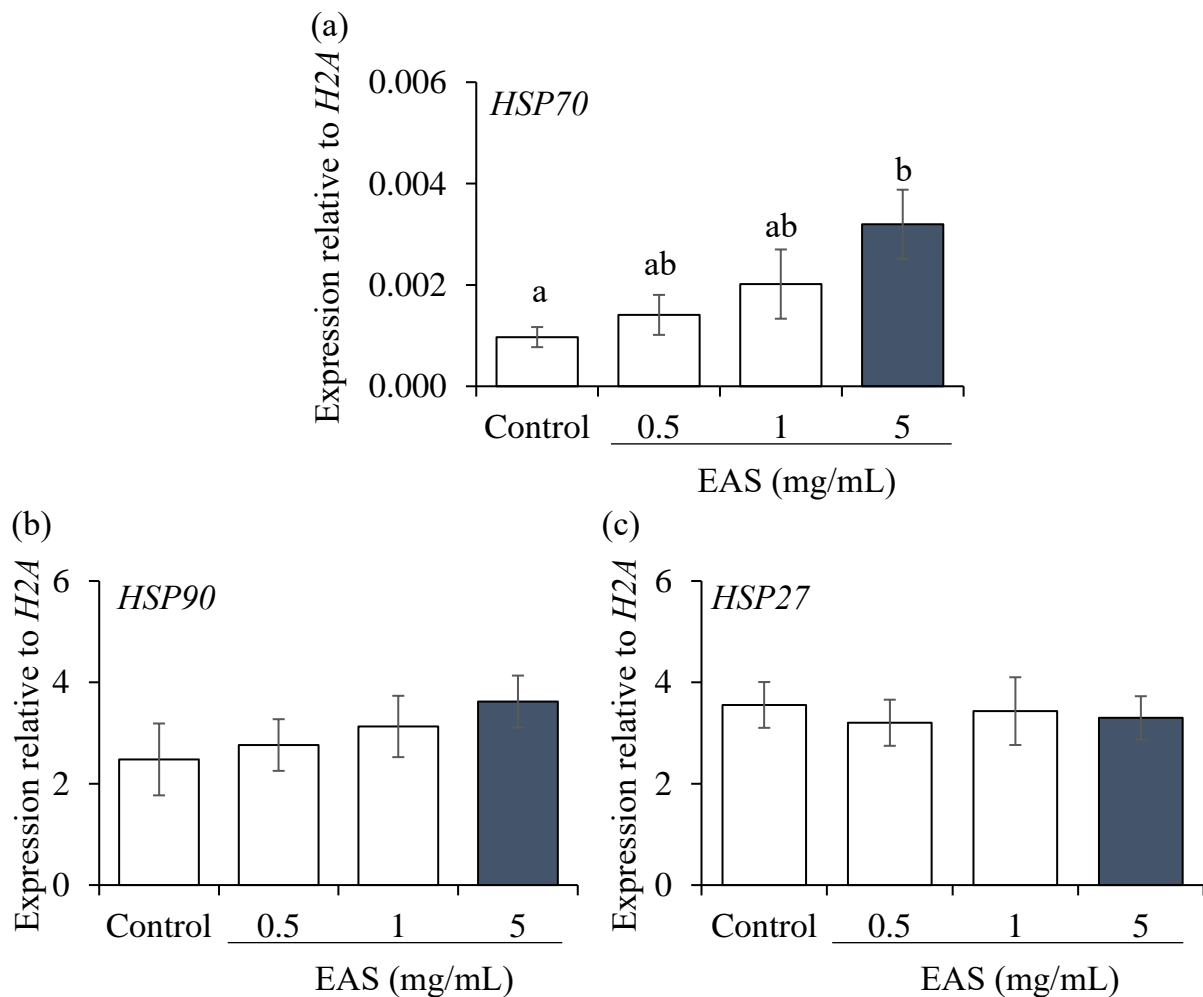 (a)
Expression relative to H2A
HSP70
0.006
0.004
0.002
0.000
a
ab
ab
b
Control
0.5
1
5
EAS (mg/mL)
(b)
Expression relative to H2A
HSP90
6
4
2
0
Control
0.5
1
5
EAS (mg/mL)
(c)
Expression relative to H2A
HSP27
6
4
2
0
Control
0.5
1
5
EAS (mg/mL)